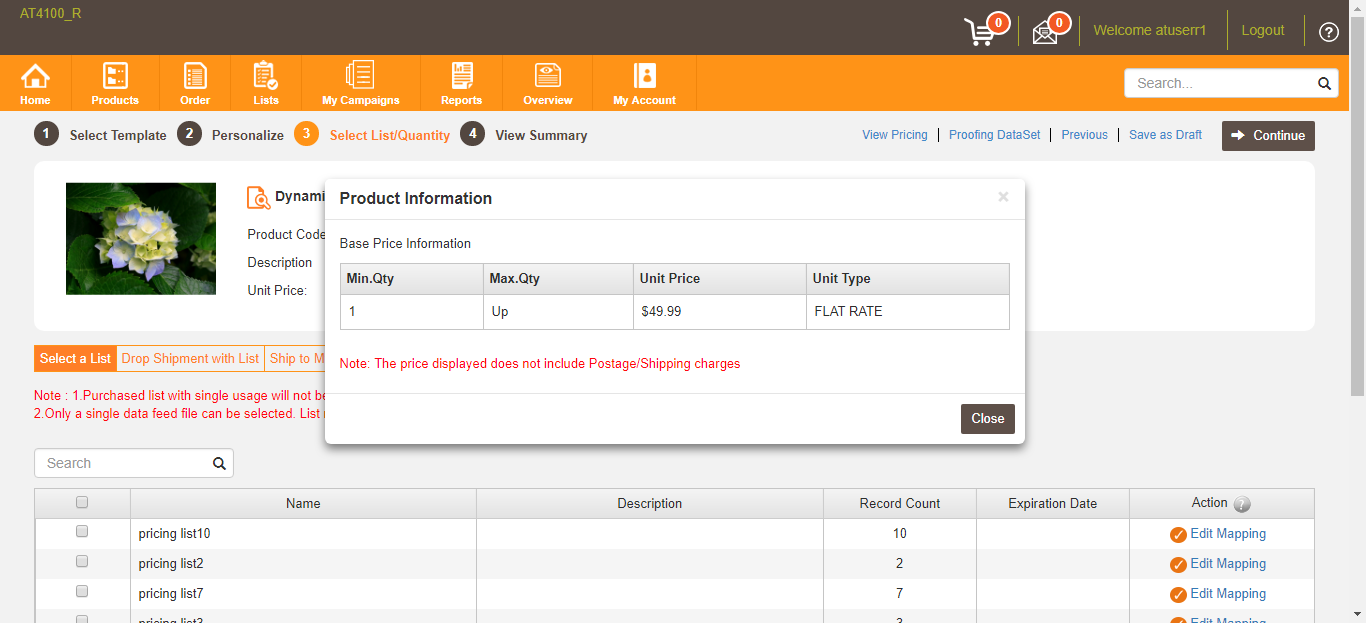 AT4100_R
0
0
Welcome atuserr1
Logout
?
Home
Products
Order
Lists
My Campaigns
Reports
Overview
My Account
Search...
1 Select Template 2 Personalize 3 Select List/Quantity 4 View Summary
View Pricing Proofing DataSet Previous Save as Draft Continue
Dynami
Product Code
Description
Unit Price:
Product Information ×
Base Price Information
Min.Qty Max.Qty Unit Price Unit Type
1 Up $49.99 FLAT RATE
Note: The price displayed does not include Postage/Shipping charges
Close
Select a List Drop Shipment with List Ship to M
Note : 1.Purchased list with single usage will not be
2.Only a single data feed file can be selected. List
Search
Name Description Record Count Expiration Date Action ?
pricing list10 10 Edit Mapping
pricing list2 2 Edit Mapping
pricing list7 7 Edit Mapping
pricing list3 3 Edit Mapping